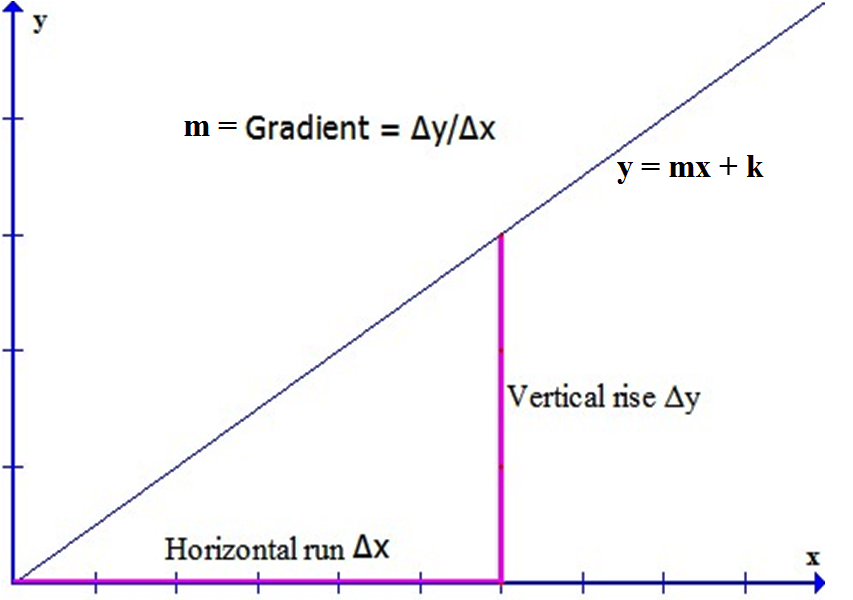 y
m = Gradient = Δy/Δx
y = mx + k
Vertical rise Δy
Horizontal run Δx
x